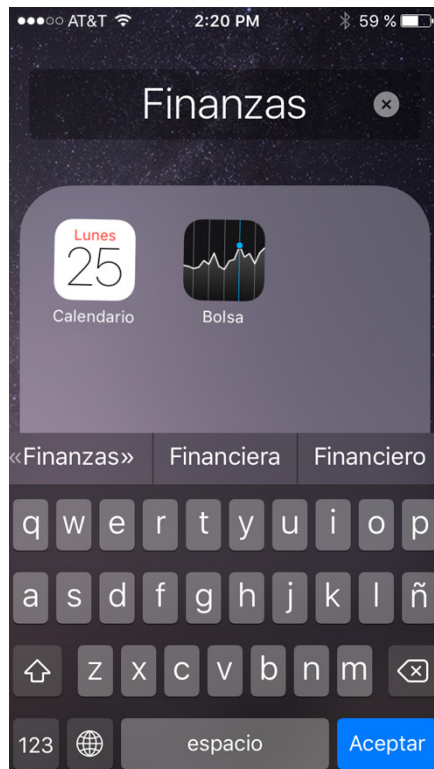 AT&T 2:20 PM 59 %
Finanzas
Lunes
25
Calendario Bolsa
«Finanzas» Financiera Financiero
q w e r t y u i o p
a s d f g h j k l ñ
z x c v b n m
123 espacio Aceptar